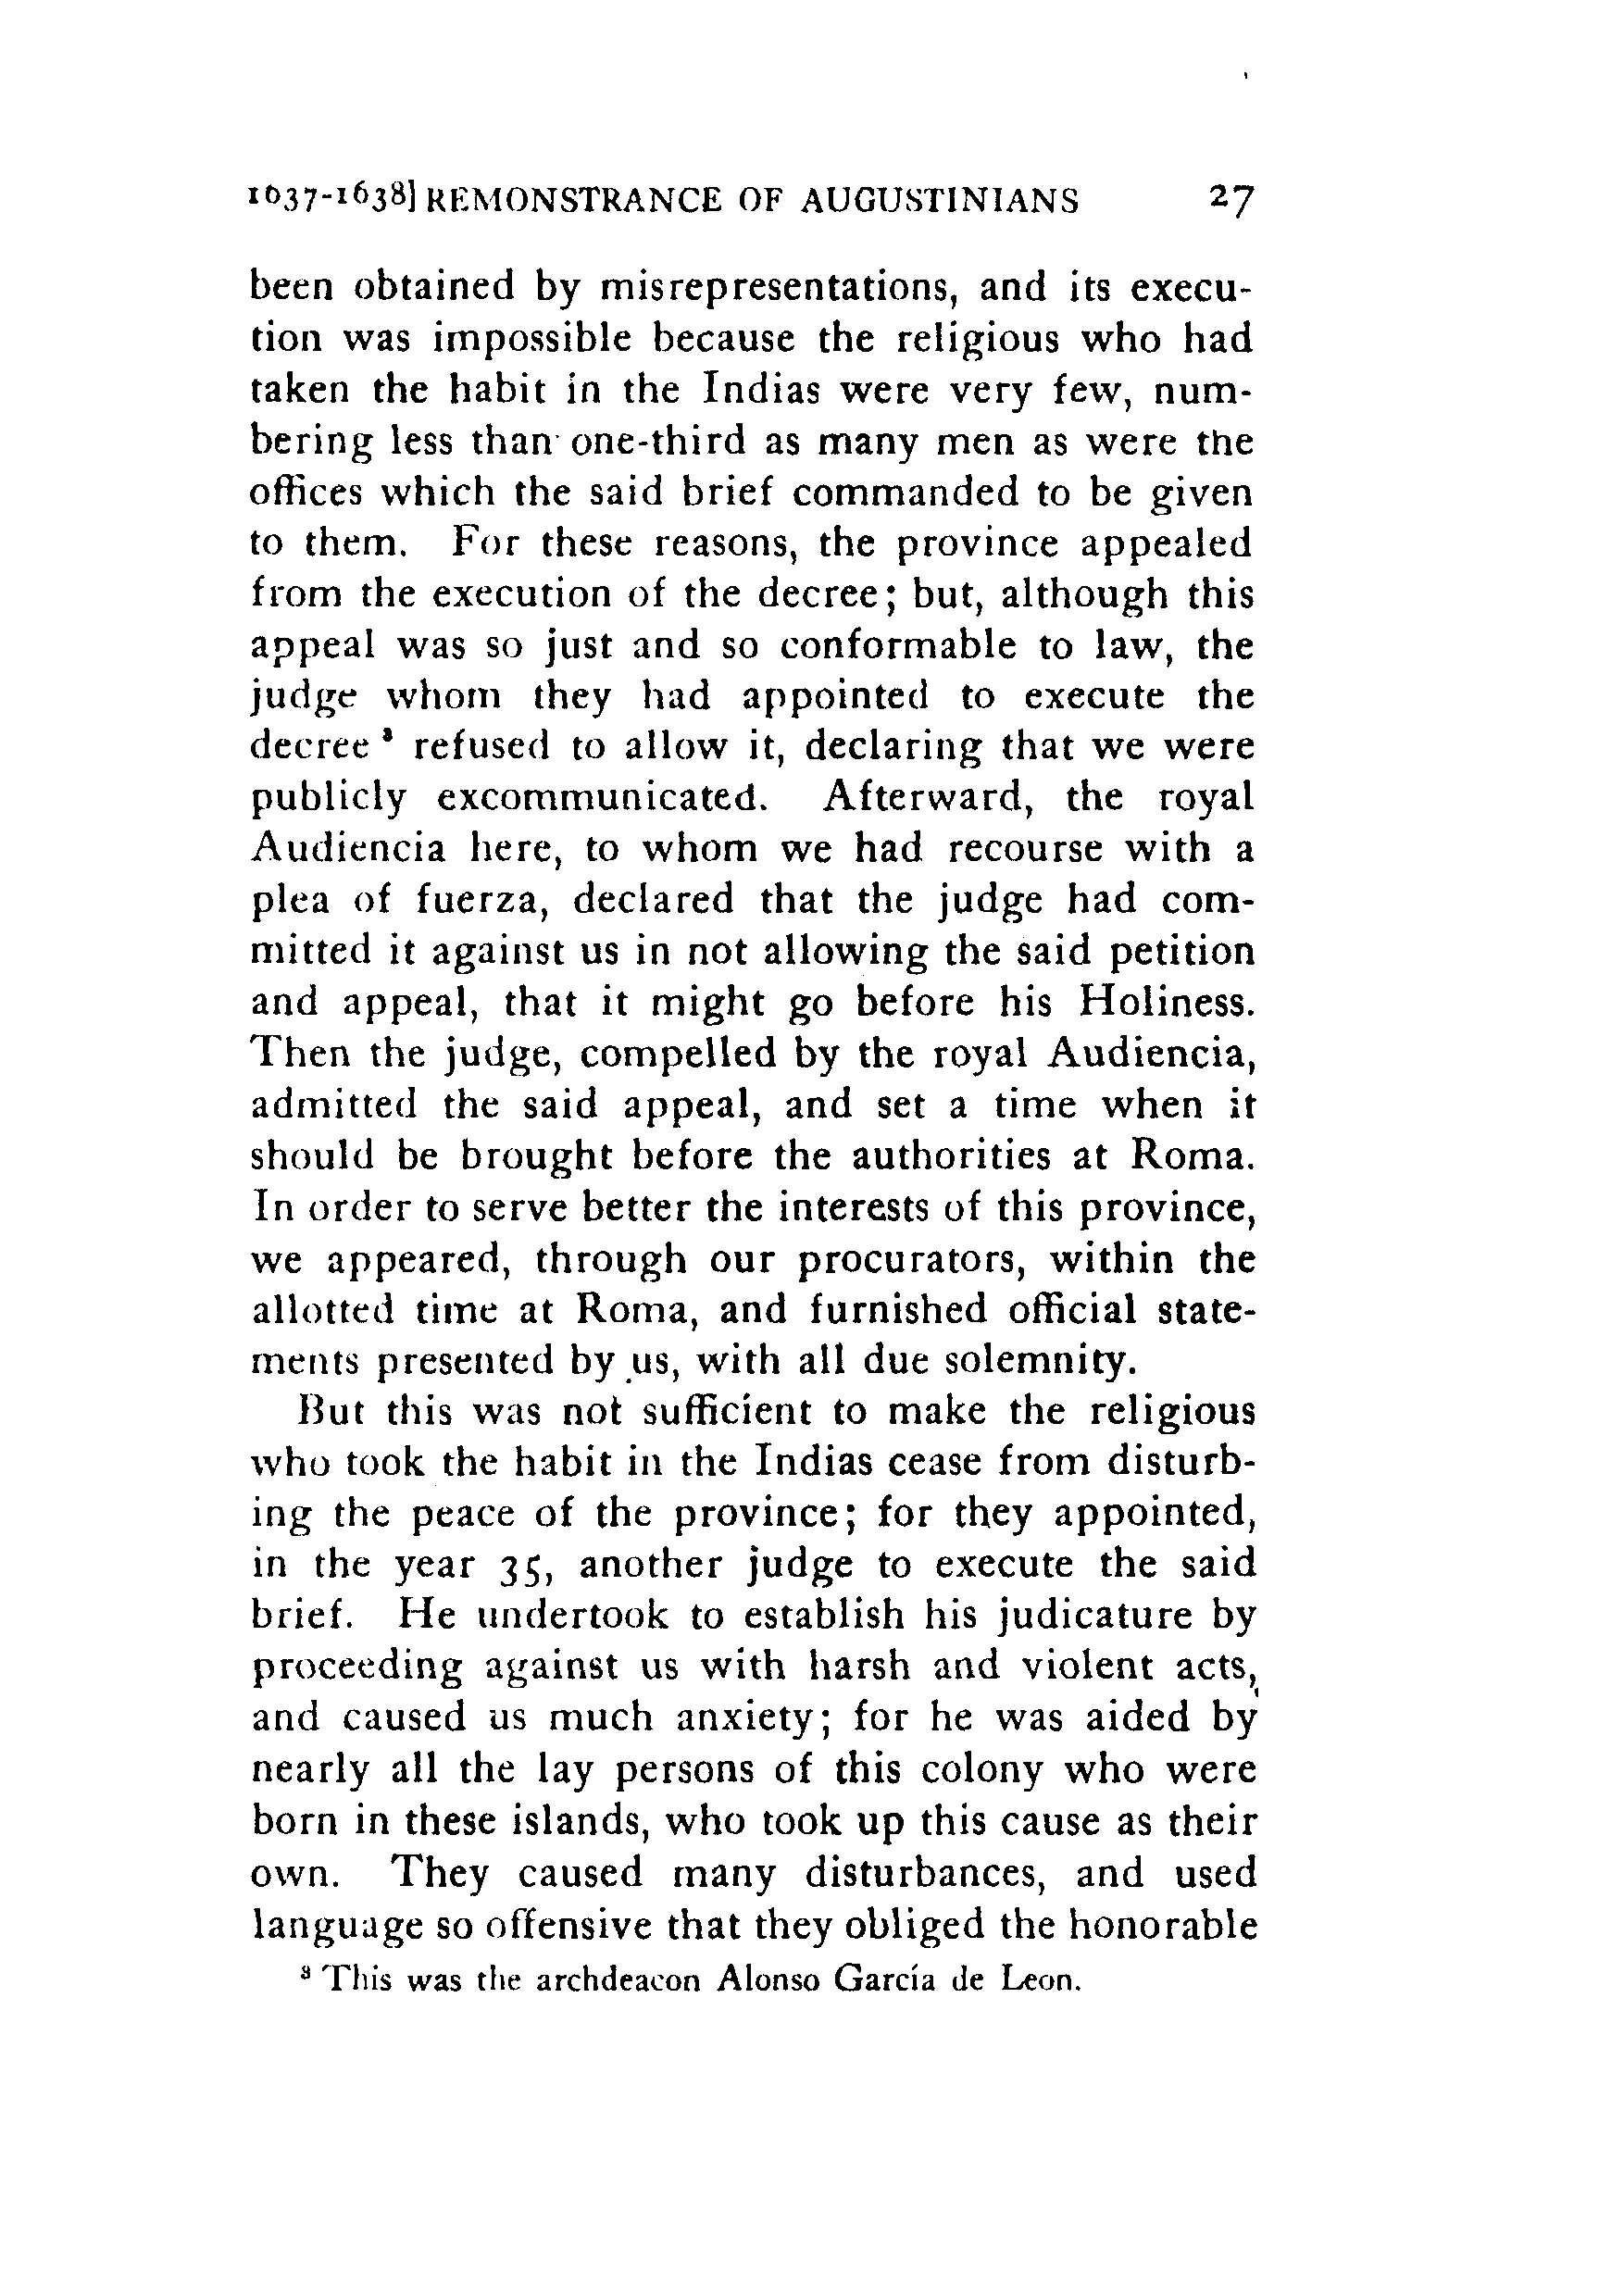 1637-1638] REMONSTRANCE OF AUGUSTINIANS 27
been obtained by misrepresentations, and its execu-
tion was impossible because the religious who had
taken the habit in the Indias were very few, num-
bering less than one-third as many men as were the
offices which the said brief commanded to be given
to them. For these reasons, the province appealed
from the execution of the decree; but, although this
appeal was so just and so conformable to law, the
judge whom they had appointed to execute the
decree ³ refused to allow it, declaring that we were
publicly excommunicated. Afterward, the royal
Audiencia here, to whom we had recourse with a
plea of fuerza, declared that the judge had com-
mitted it against us in not allowing the said petition
and appeal, that it might go before his Holiness.
Then the judge, compelled by the royal Audiencia,
admitted the said appeal, and set a time when it
should be brought before the authorities at Roma.
In order to serve better the interests of this province,
we appeared, through our procurators, within the
allotted time at Roma, and furnished official state-
ments presented by us, with all due solemnity.
But this was not sufficient to make the religious
who took the habit in the Indias cease from disturb-
ing the peace of the province; for they appointed,
in the year 35, another judge to execute the said
brief. He undertook to establish his judicature by
proceeding against us with harsh and violent acts,
and caused us much anxiety; for he was aided by
nearly all the lay persons of this colony who were
born in these islands, who took up this cause as their
own. They caused many disturbances, and used
language so offensive that they obliged the honorable
³ This was the archdeacon Alonso García de Leon.